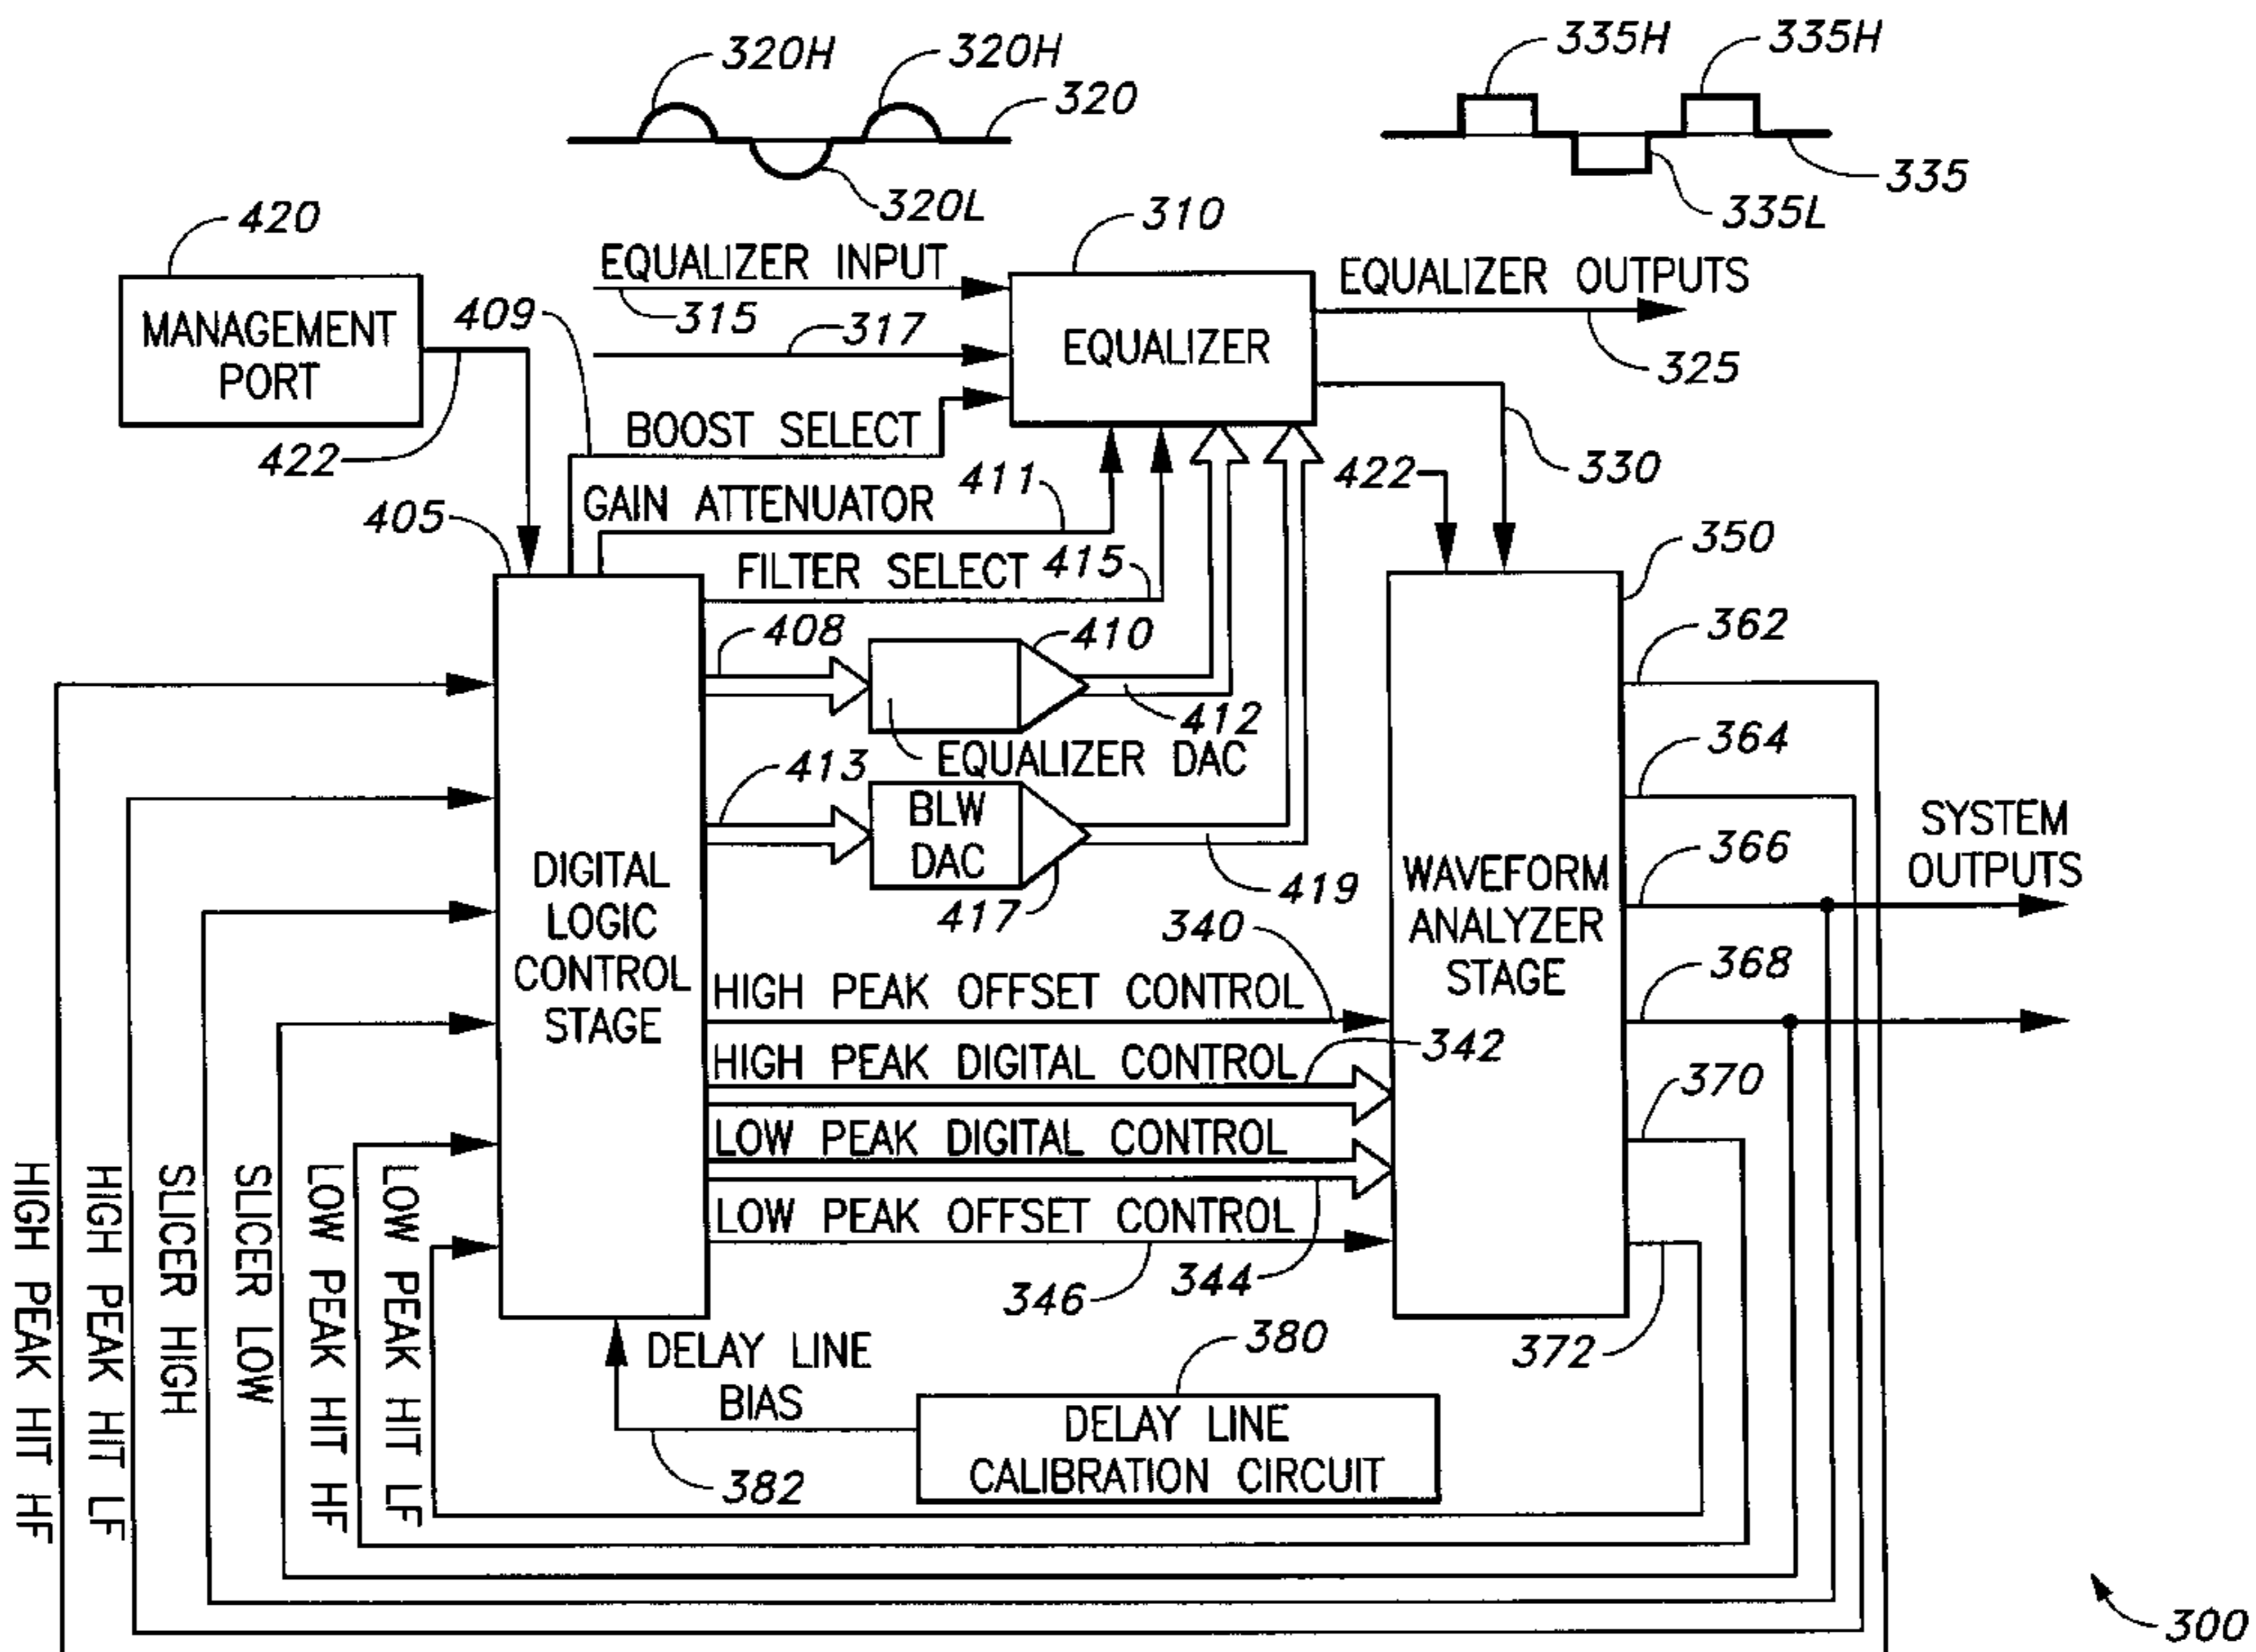 320H
320H
320
320L
335H
335H
335
335L
420
MANAGEMENT
PORT
422
409
EQUALIZER INPUT
315
317
310
EQUALIZER
EQUALIZER OUTPUTS
325
330
BOOST SELECT
GAIN ATTENUATOR
411
FILTER SELECT
415
422
405
DIGITAL
LOGIC
CONTROL
STAGE
408
410
412
EQUALIZER DAC
413
BLW
DAC
417
419
350
WAVEFORM
ANALYZER
STAGE
362
364
366
368
370
372
SYSTEM
OUTPUTS
340
HIGH PEAK OFFSET CONTROL
HIGH PEAK DIGITAL CONTROL
342
LOW PEAK DIGITAL CONTROL
LOW PEAK OFFSET CONTROL
346
344
HIGH PEAK HIT HF
HIGH PEAK HIT LF
SLICER HIGH
SLICER LOW
LOW PEAK HIT HF
LOW PEAK HIT LF
DELAY LINE
BIAS
382
380
DELAY LINE
CALIBRATION CIRCUIT
300